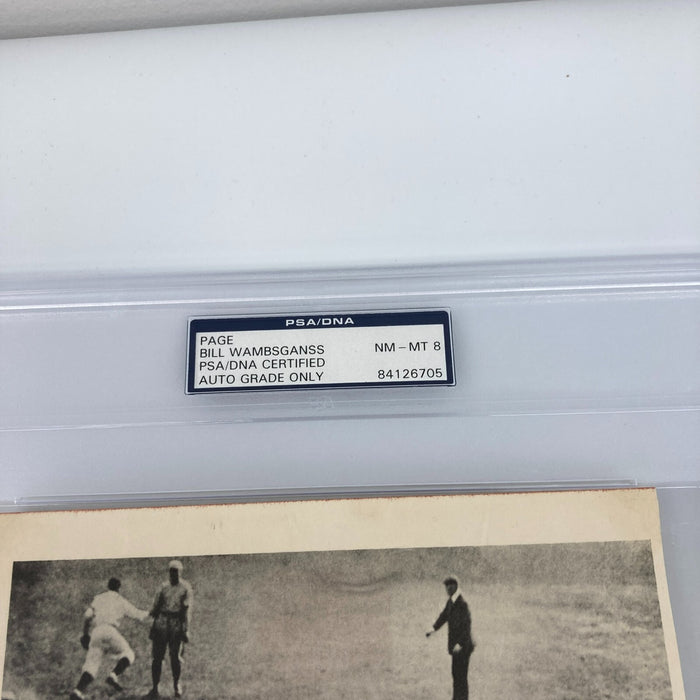 PSA/DNA
PAGE
BILL WAMBSGANSS
PSA/DNA CERTIFIED
AUTO GRADE ONLY
NM - MT 8
84126705